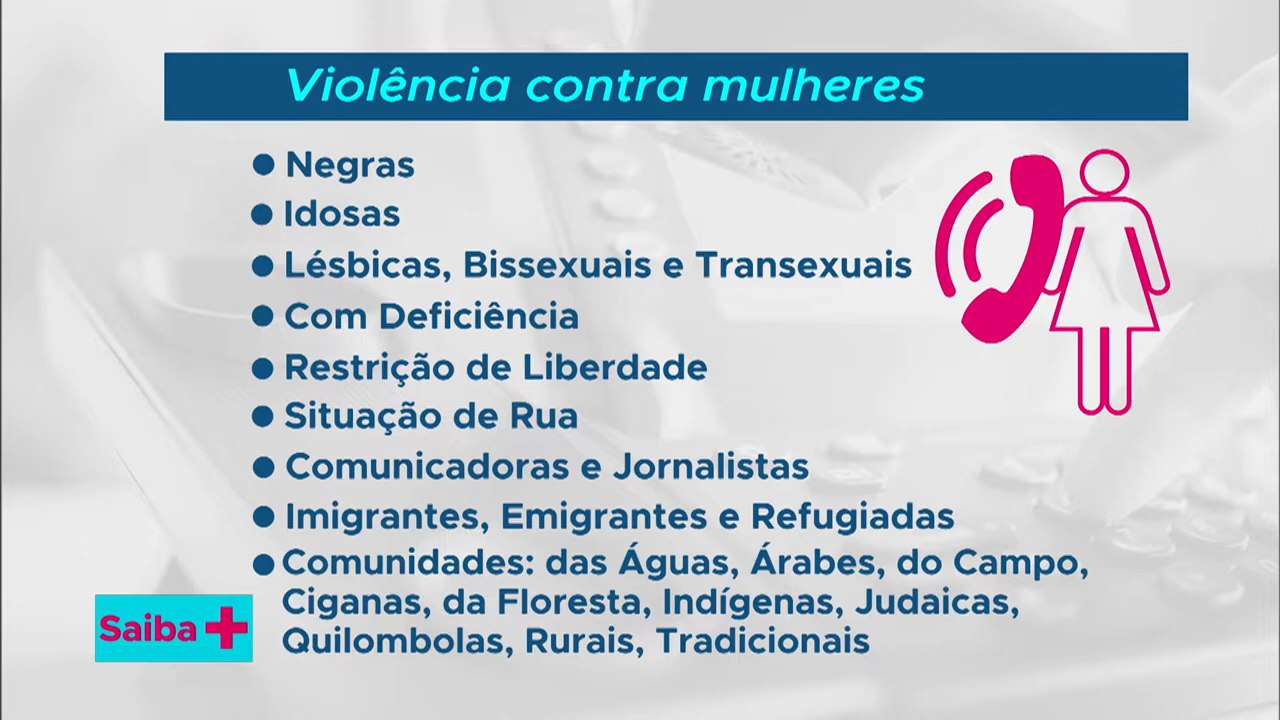 Violência contra mulheres
● Negras
● Idosas
● Lésbicas, Bissexuais e Transexuais
● Com Deficiência
● Restrição de Liberdade
● Situação de Rua
● Comunicadoras e Jornalistas
● Imigrantes, Emigrantes e Refugiadas
● Comunidades: das Águas, Árabes, do Campo,
Ciganas, da Floresta, Indígenas, Judaicas,
Quilombolas, Rurais, Tradicionais
Saiba +